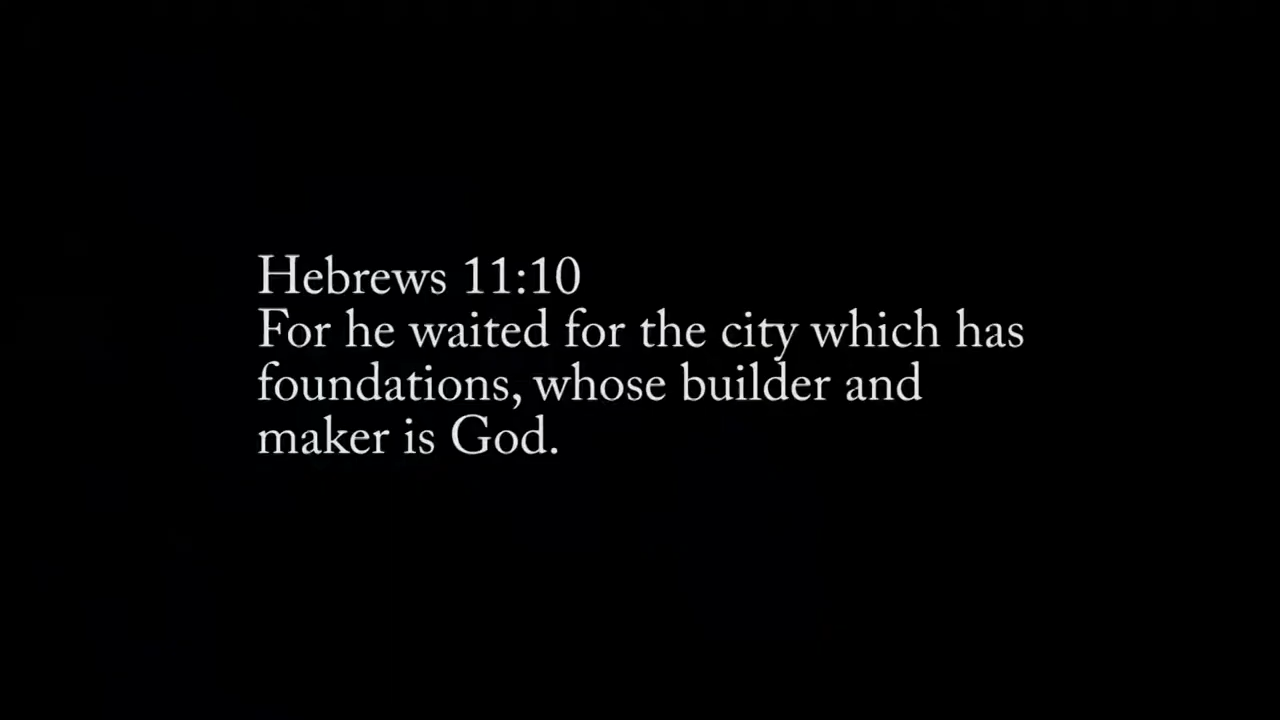 Hebrews 11:10
For he waited for the city which has
foundations, whose builder and
maker is God.